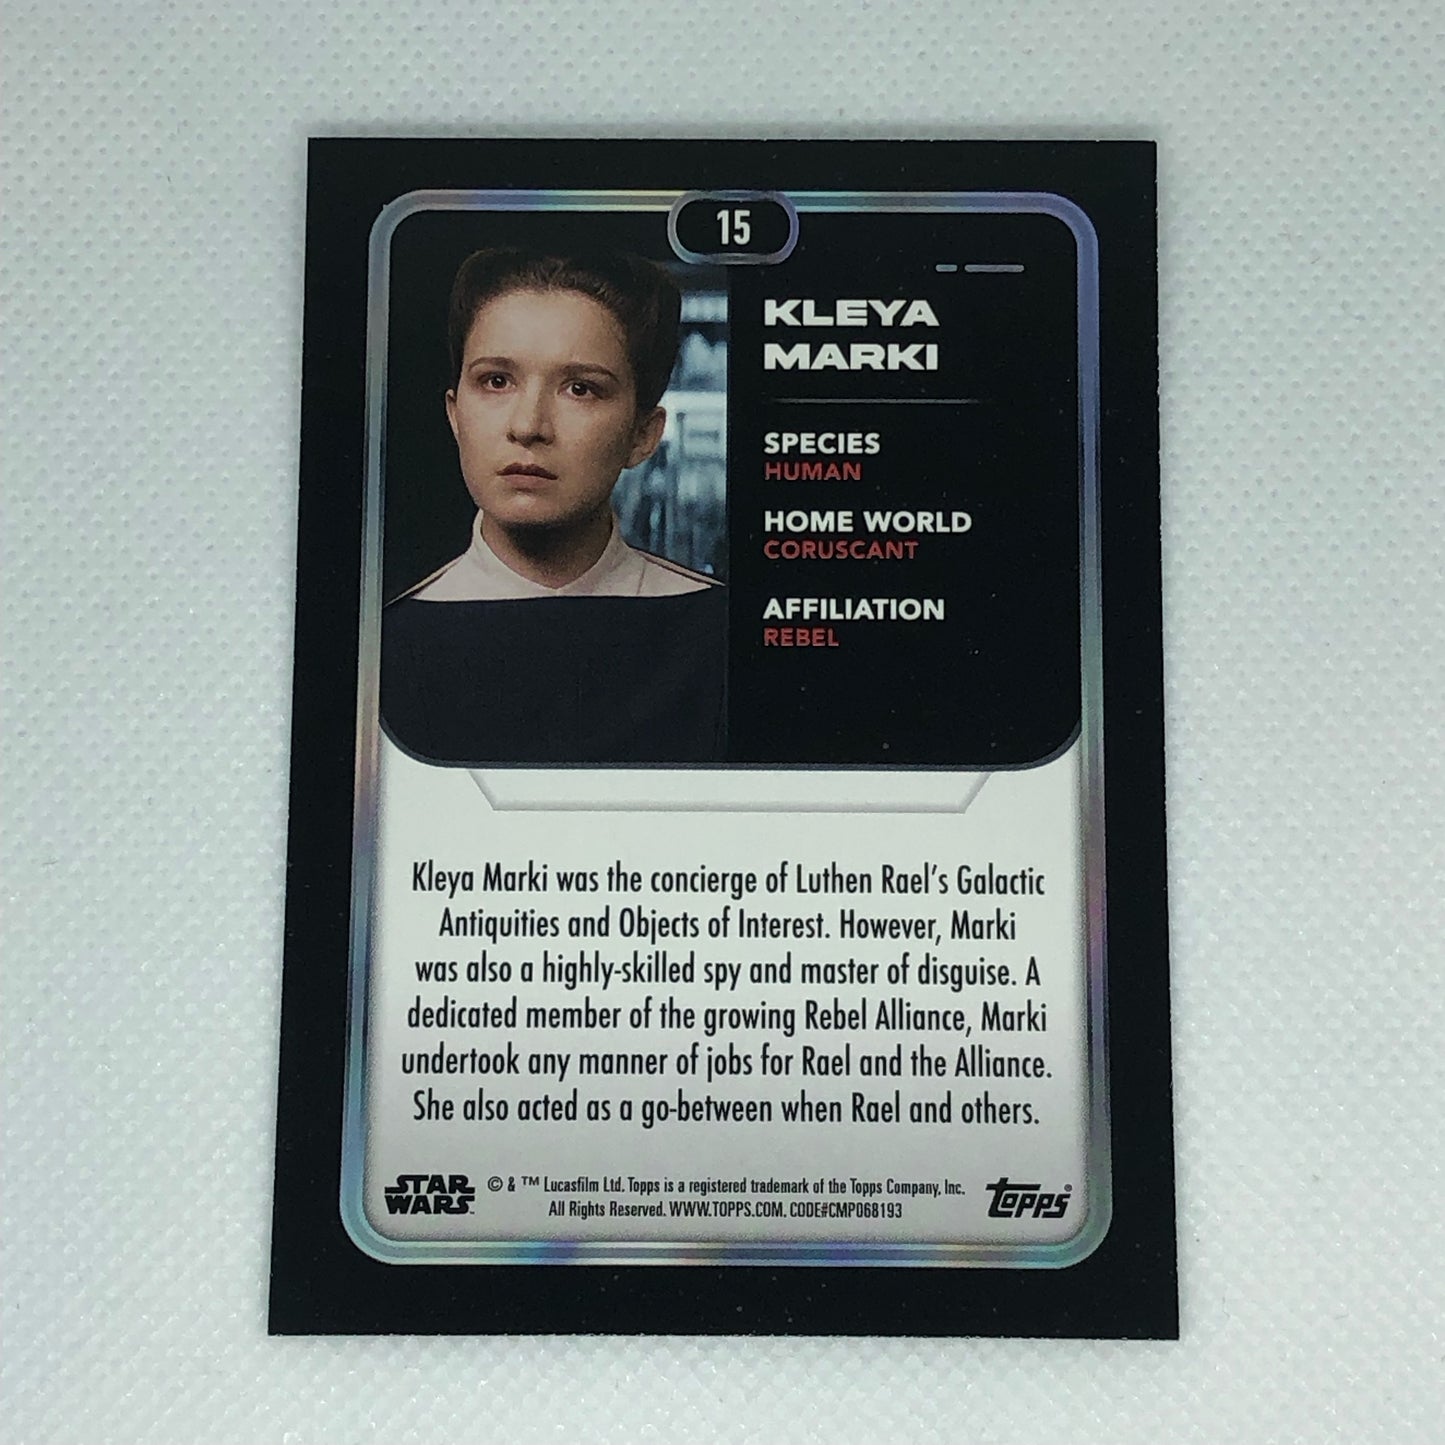 15
KLEYA
MARKI
SPECIES
HUMAN
HOME WORLD
CORUSCANT
AFFILIATION
REBEL
Kleya Marki was the concierge of Luthen Rael's Galactic
Antiquities and Objects of Interest. However, Marki
was also a highly-skilled spy and master of disguise. A
dedicated member of the growing Rebel Alliance, Marki
undertook any manner of jobs for Rael and the Alliance.
She also acted as a go-between when Rael and others.
STAR
WARS
© & ™ Lucasfilm Ltd. Topps is a registered trademark of the Topps Company, Inc.
All Rights Reserved. WWW.TOPPS.COM. CODE#CMP068193
topps®